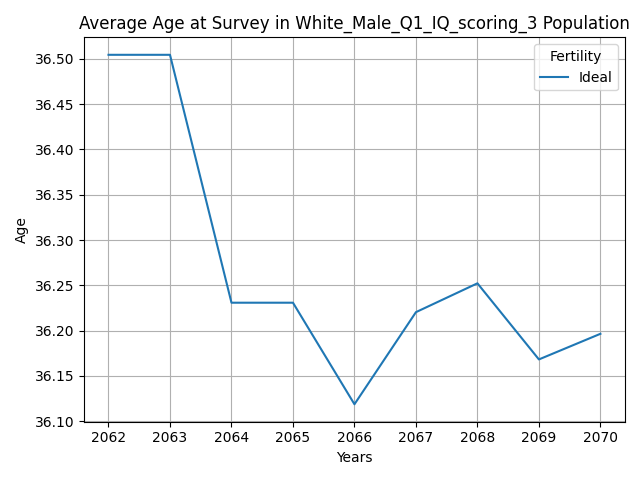 Average Age at Survey in White_Male_Q1_IQ_scoring_3 Population
Fertility
Ideal
36.50
36.45
36.40
36.35
36.30
36.25
36.20
36.15
36.10
Age
2062 2063 2064 2065 2066 2067 2068 2069 2070
Years